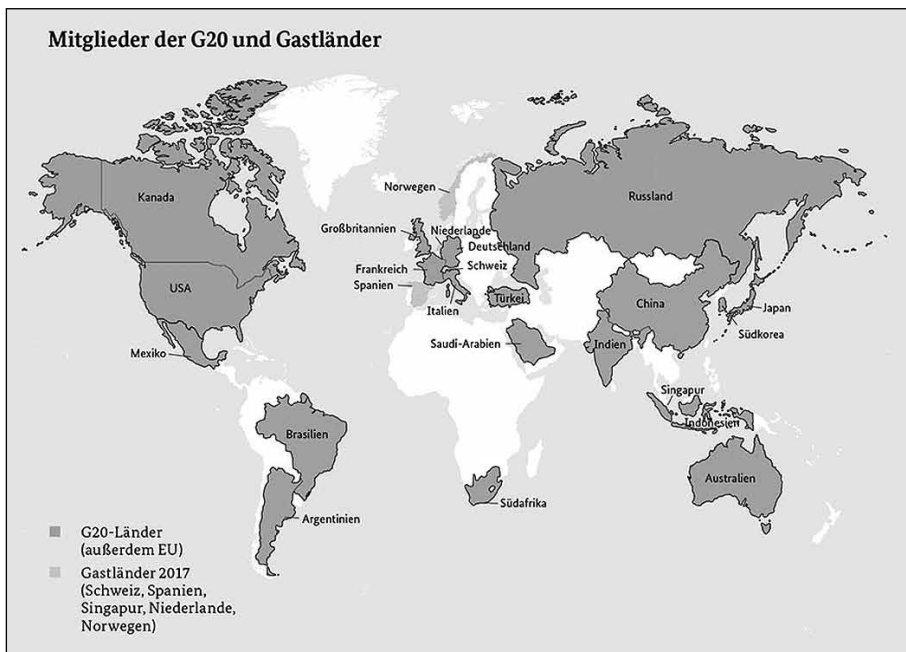 Mitglieder der G20 und Gastländer
Kanada
Russland
Norwegen
Großbritannien
Niederlande
Deutschland
Frankreich
Schweiz
USA
Spanien
Türkei
China
Japan
Italien
Südkorea
Mexiko
Saudi-Arabien
Indien
Singapur
Indonesien
Brasilien
Australien
Südafrika
Argentinien
G20-Länder
(außerdem EU)
Gastländer 2017
(Schweiz, Spanien,
Singapur, Niederlande,
Norwegen)